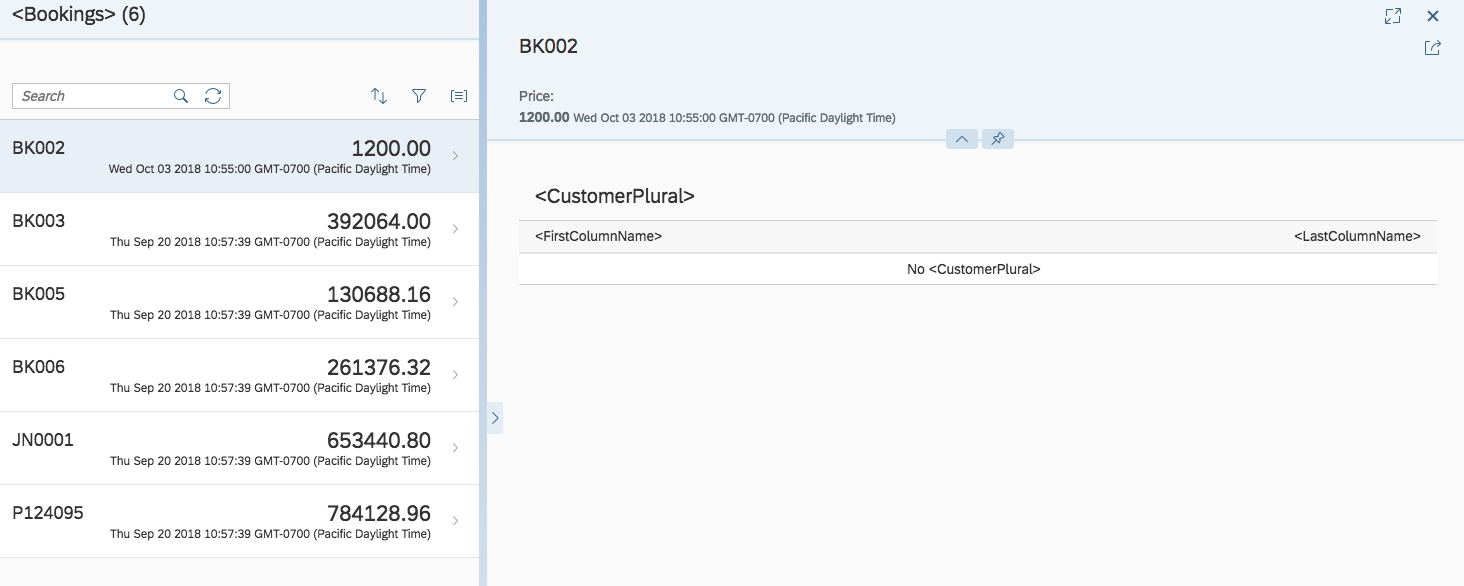 <Bookings> (6)
Search
BK002
1200.00
Wed Oct 03 2018 10:55:00 GMT-0700 (Pacific Daylight Time)
BK003
392064.00
Thu Sep 20 2018 10:57:39 GMT-0700 (Pacific Daylight Time)
BK005
130688.16
Thu Sep 20 2018 10:57:39 GMT-0700 (Pacific Daylight Time)
BK006
261376.32
Thu Sep 20 2018 10:57:39 GMT-0700 (Pacific Daylight Time)
JN0001
653440.80
Thu Sep 20 2018 10:57:39 GMT-0700 (Pacific Daylight Time)
P124095
784128.96
Thu Sep 20 2018 10:57:39 GMT-0700 (Pacific Daylight Time)
BK002
Price:
1200.00 Wed Oct 03 2018 10:55:00 GMT-0700 (Pacific Daylight Time)
<CustomerPlural>
<FirstColumnName>
<LastColumnName>
No <CustomerPlural>